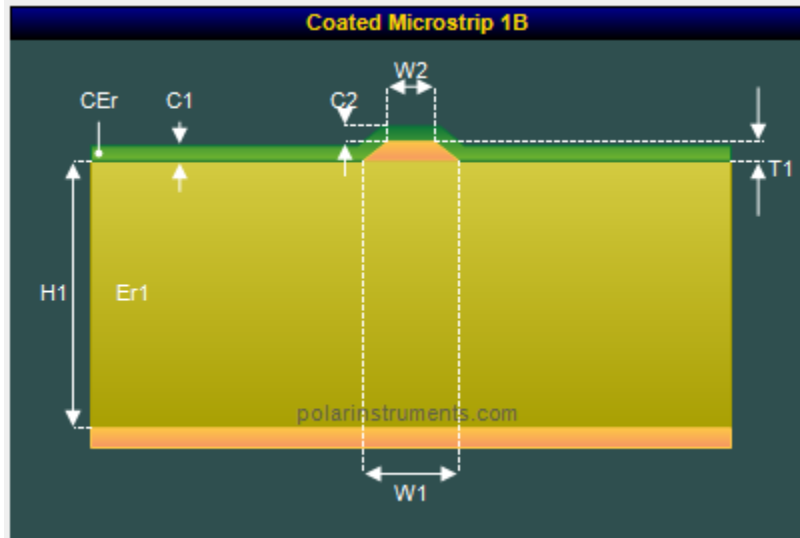 Coated Microstrip 1B
W2
CEr
C1
C2
T1
H1
Er1
polarinstruments.com
W1